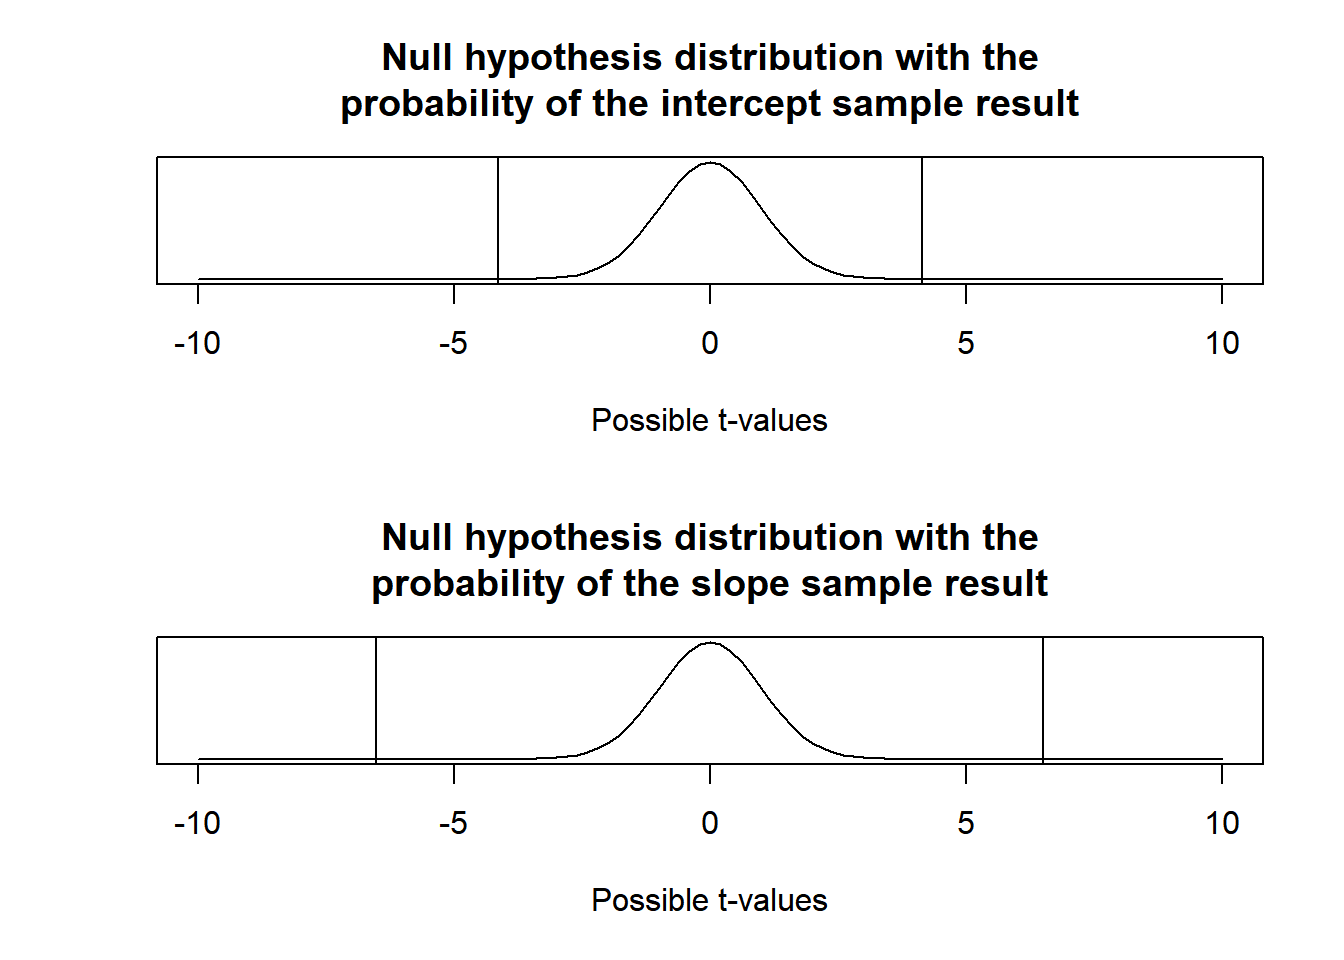 Null hypothesis distribution with the
probability of the intercept sample result
-10 -5 0 5 10
Possible t-values
Null hypothesis distribution with the
probability of the slope sample result
-10 -5 0 5 10
Possible t-values